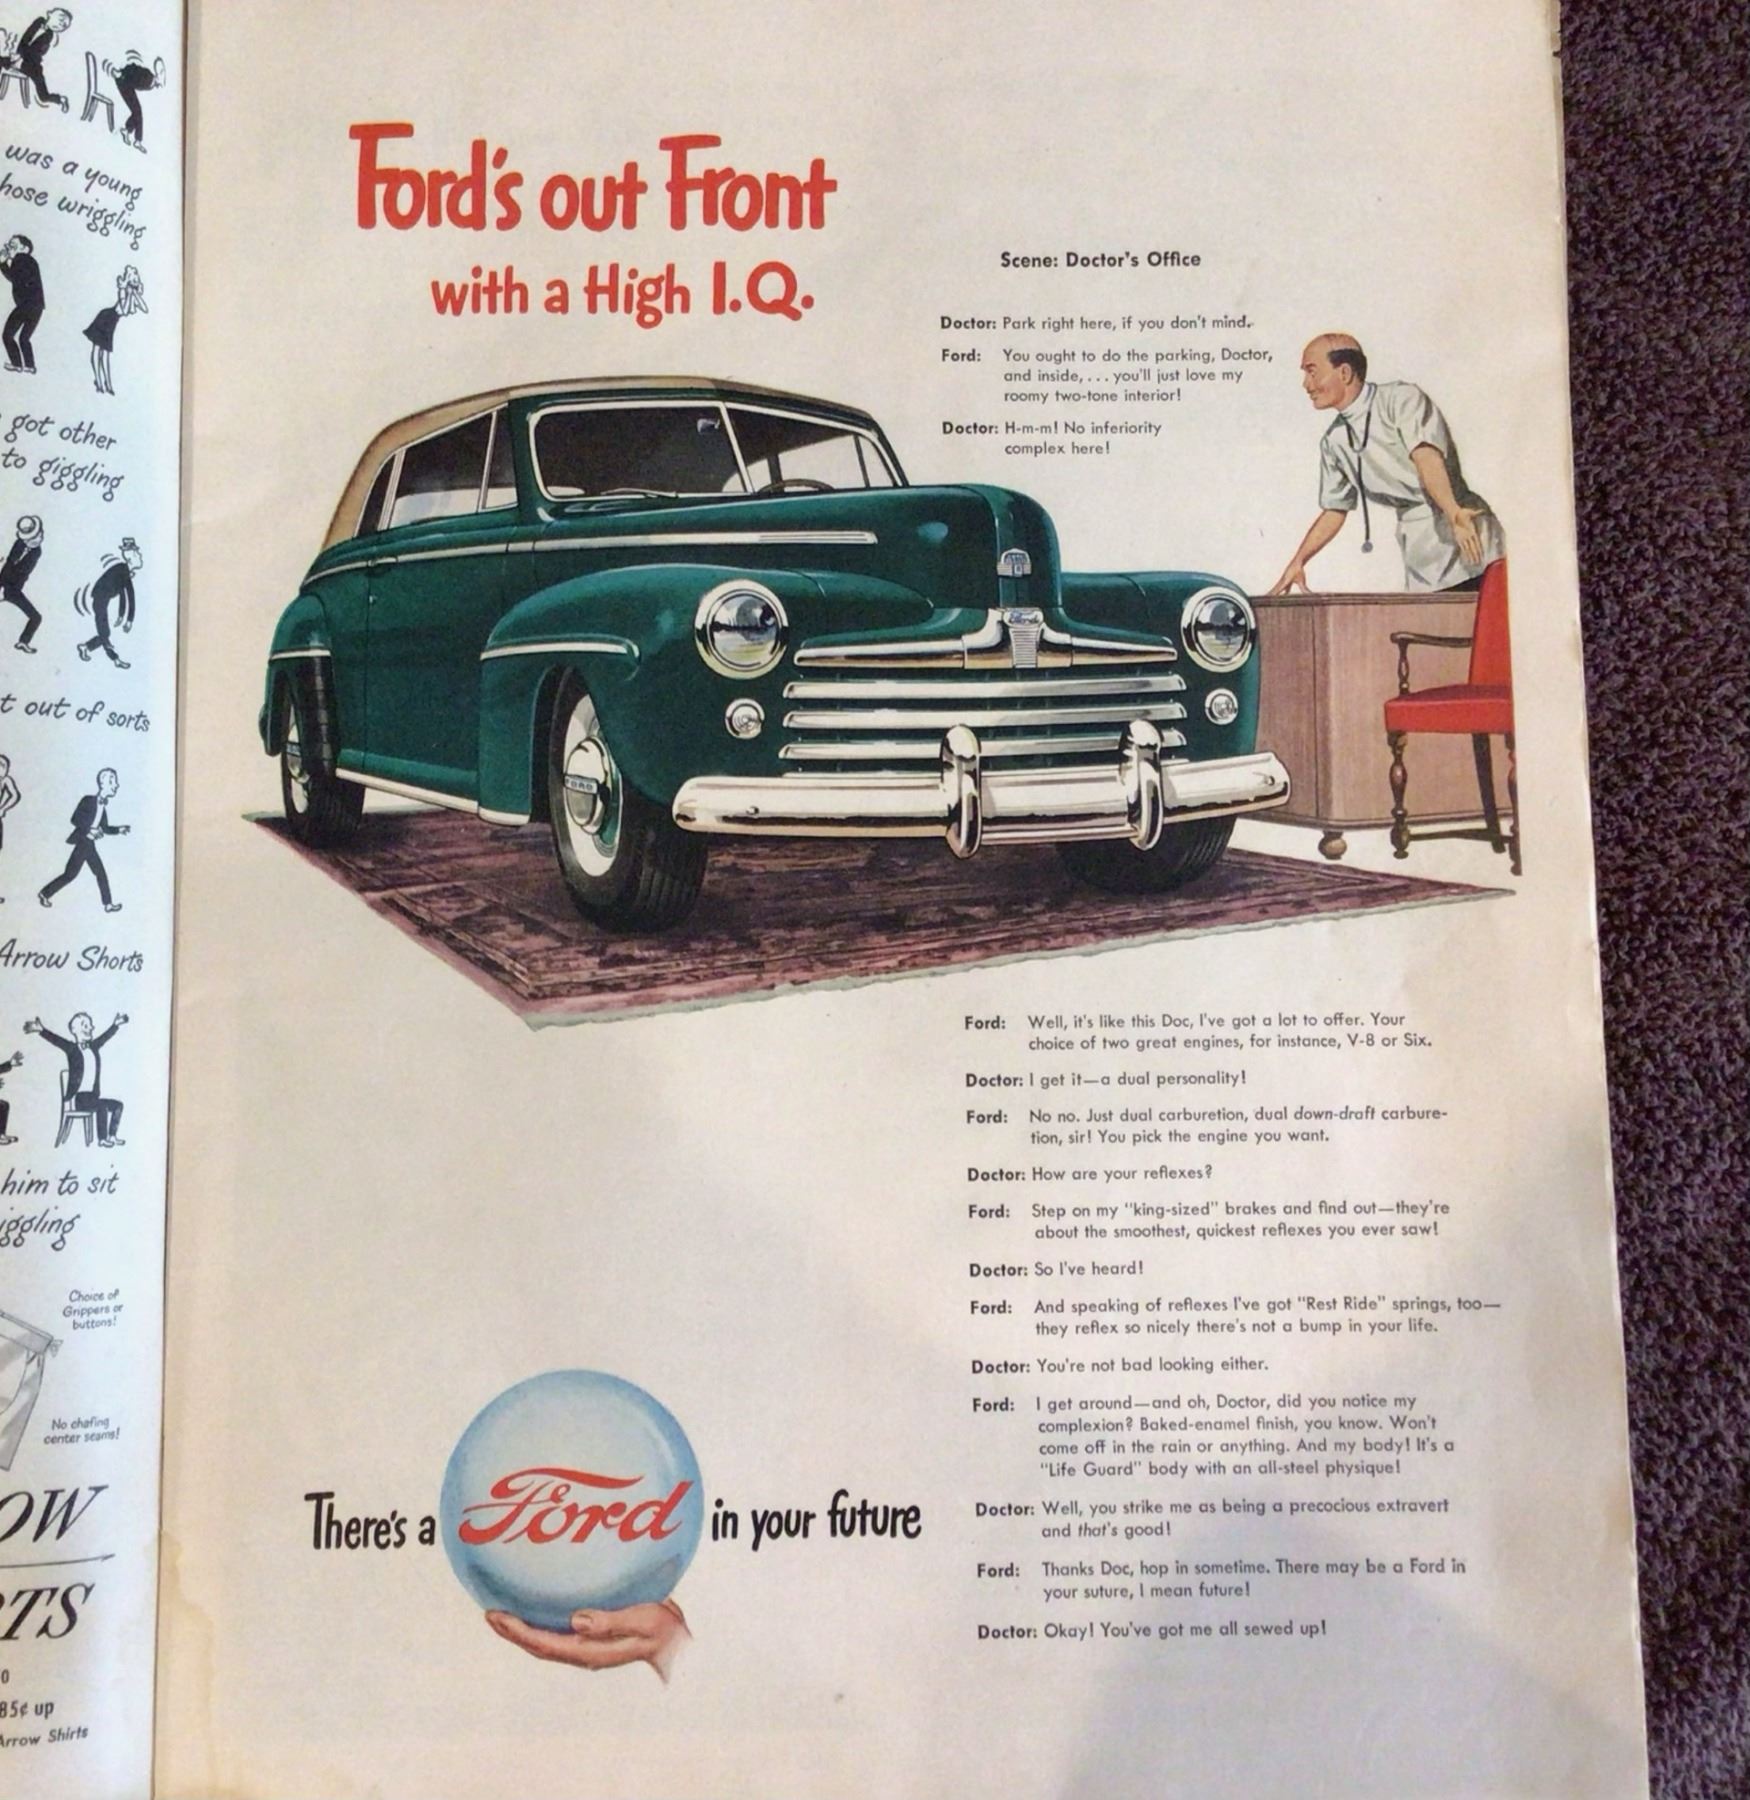 was a young
hose wriggling
got other
to giggling
t out of sorts
Arrow Shorts
him to sit
iggling
Choice of
Grippers or
buttons!
No chafing
center seams!
OW
RTS
0
85¢ up
Arrow Shirts
Ford's out Front
with a High I.Q.
Scene: Doctor's Office
Doctor: Park right here, if you don't mind.
Ford: You ought to do the parking, Doctor,
and inside, . . . you'll just love my
roomy two-tone interior!
Doctor: H-m-m! No inferiority
complex here!
Ford
FORD
Ford: Well, it's like this Doc, I've got a lot to offer. Your
choice of two great engines, for instance, V-8 or Six.
Doctor: I get it—a dual personality!
Ford: No no. Just dual carburetion, dual down-draft carbure-
tion, sir! You pick the engine you want.
Doctor: How are your reflexes?
Ford: Step on my "king-sized" brakes and find out—they're
about the smoothest, quickest reflexes you ever saw!
Doctor: So I've heard!
Ford: And speaking of reflexes I've got "Rest Ride" springs, too—
they reflex so nicely there's not a bump in your life.
Doctor: You're not bad looking either.
Ford: I get around—and oh, Doctor, did you notice my
complexion? Baked-enamel finish, you know. Won't
come off in the rain or anything. And my body! It's a
"Life Guard" body with an all-steel physique!
Doctor: Well, you strike me as being a precocious extravert
and that's good!
Ford: Thanks Doc, hop in sometime. There may be a Ford in
your suture, I mean future!
Doctor: Okay! You've got me all sewed up!
There's a Ford in your future